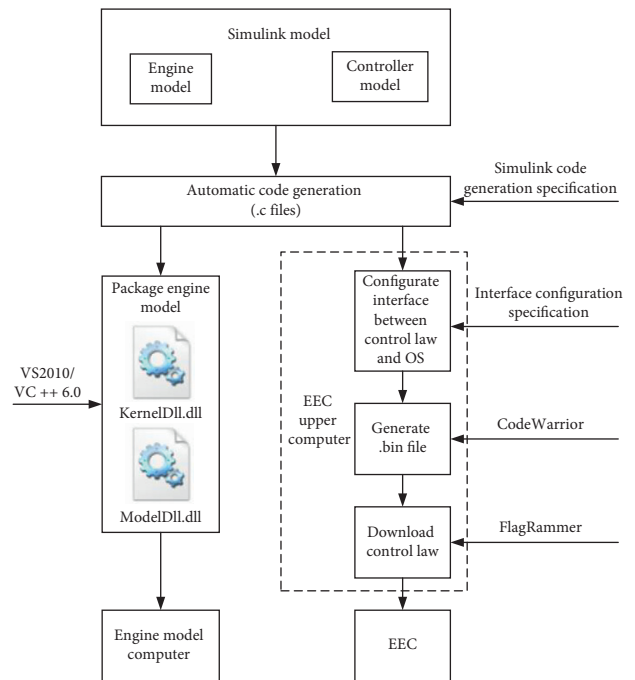 Simulink model
Engine
model
Controller
model
Automatic code generation
(.c files)
Simulink code
generation specification
Package engine
model
KernelDll.dll
ModelDll.dll
VS2010/
VC ++ 6.0
Configurate
interface
between
control law
and OS
Interface configuration
specification
EEC
upper
computer
Generate
.bin file
CodeWarrior
Download
control law
FlagRammer
Engine model
computer
EEC